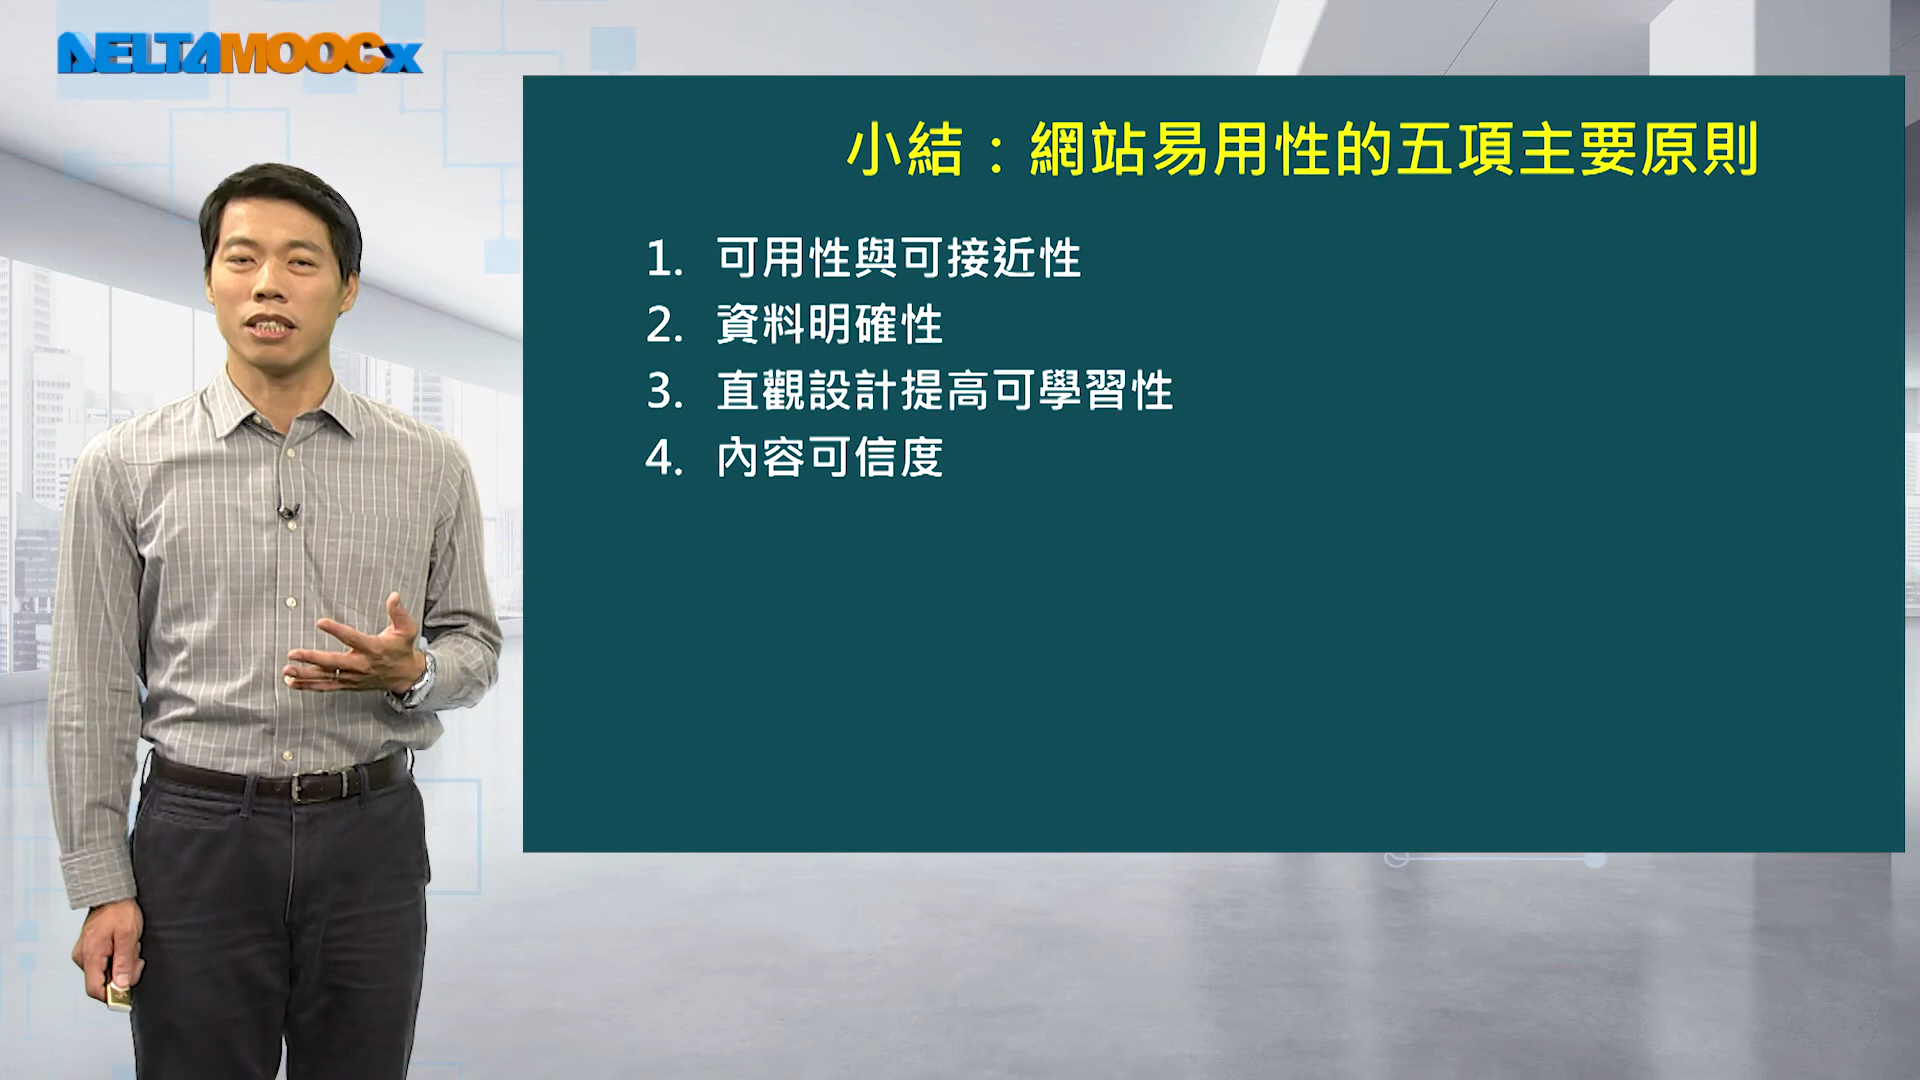 DELTAMOOCx
小結：網站易用性的五項主要原則
1. 可用性與可接近性
2. 資料明確性
3. 直觀設計提高可學習性
4. 內容可信度